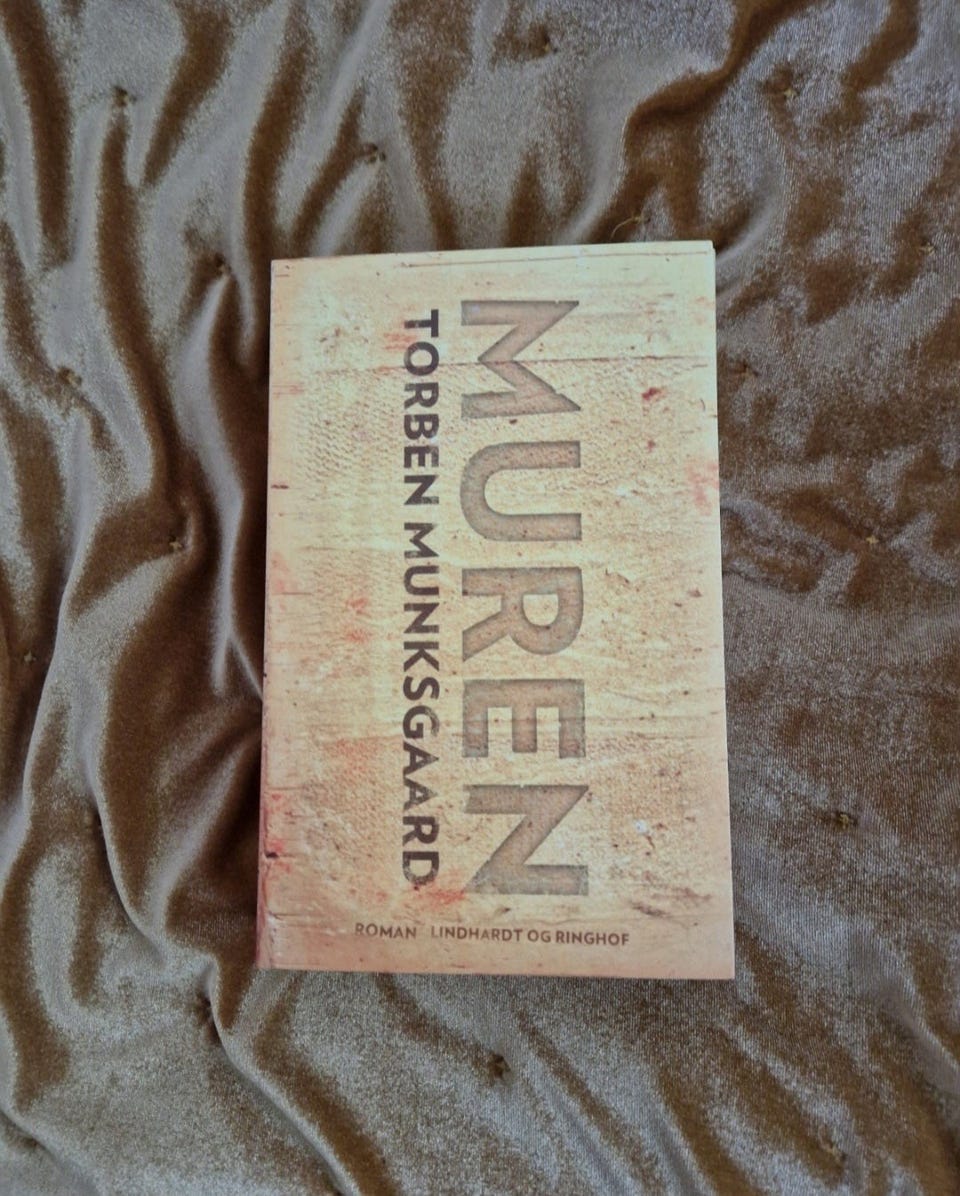 MUREN
TORBEN MUNKSGAARD
ROMAN LINDHARDT OG RINGHOF